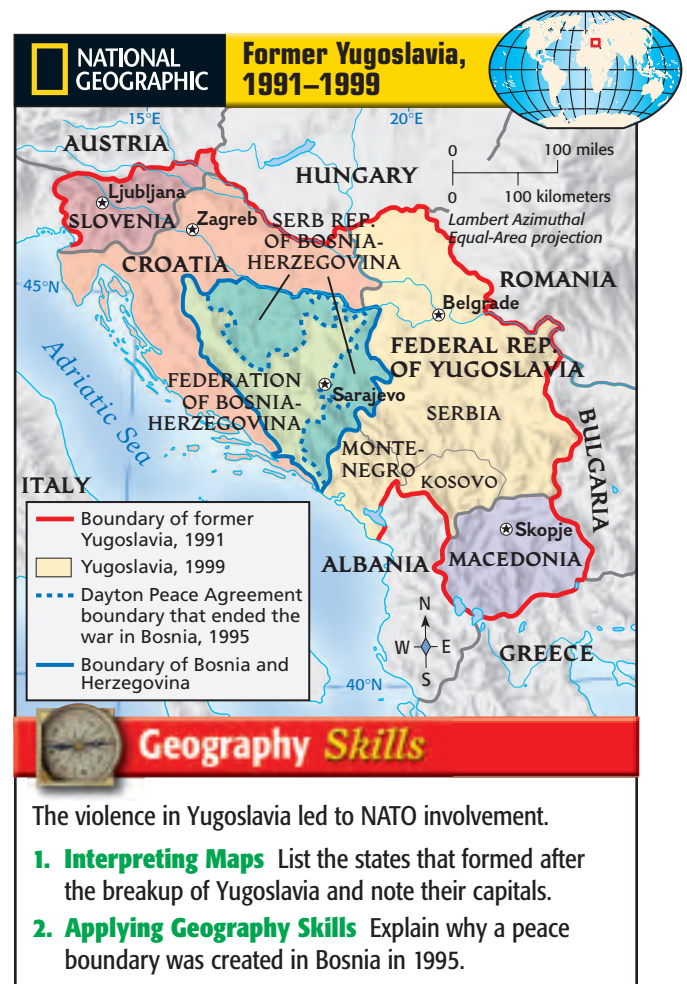 NATIONAL
GEOGRAPHIC
Former Yugoslavia,
1991–1999
15°E
20°E
AUSTRIA
HUNGARY
0
100 miles
0
100 kilometers
Lambert Azimuthal
Equal-Area projection
Ljubljana
SLOVENIA
Zagreb
SERB REP.
OF BOSNIA-
HERZEGOVINA
CROATIA
ROMANIA
45°N
Belgrade
FEDERAL REP.
OF YUGOSLAVIA
Adriatic Sea
FEDERATION
OF BOSNIA-
HERZEGOVINA
Sarajevo
SERBIA
BULGARIA
MONTE-
NEGRO
KOSOVO
ITALY
Skopje
ALBANIA
MACEDONIA
GREECE
N
W
E
S
40°N
Boundary of former
Yugoslavia, 1991
Yugoslavia, 1999
Dayton Peace Agreement
boundary that ended the
war in Bosnia, 1995
Boundary of Bosnia and
Herzegovina
Geography Skills
The violence in Yugoslavia led to NATO involvement.
1. Interpreting Maps List the states that formed after
the breakup of Yugoslavia and note their capitals.
2. Applying Geography Skills Explain why a peace
boundary was created in Bosnia in 1995.